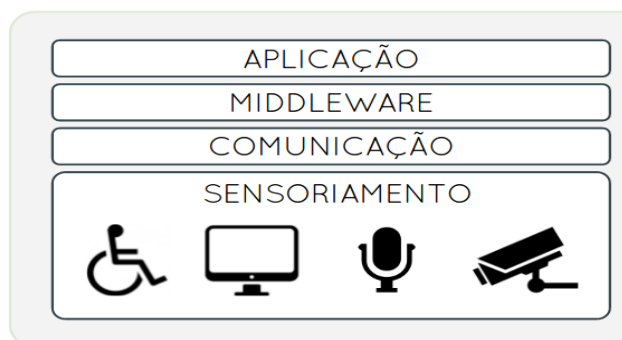 APLICAÇÃO
MIDDLEWARE
COMUNICAÇÃO
SENSORIAMENTO